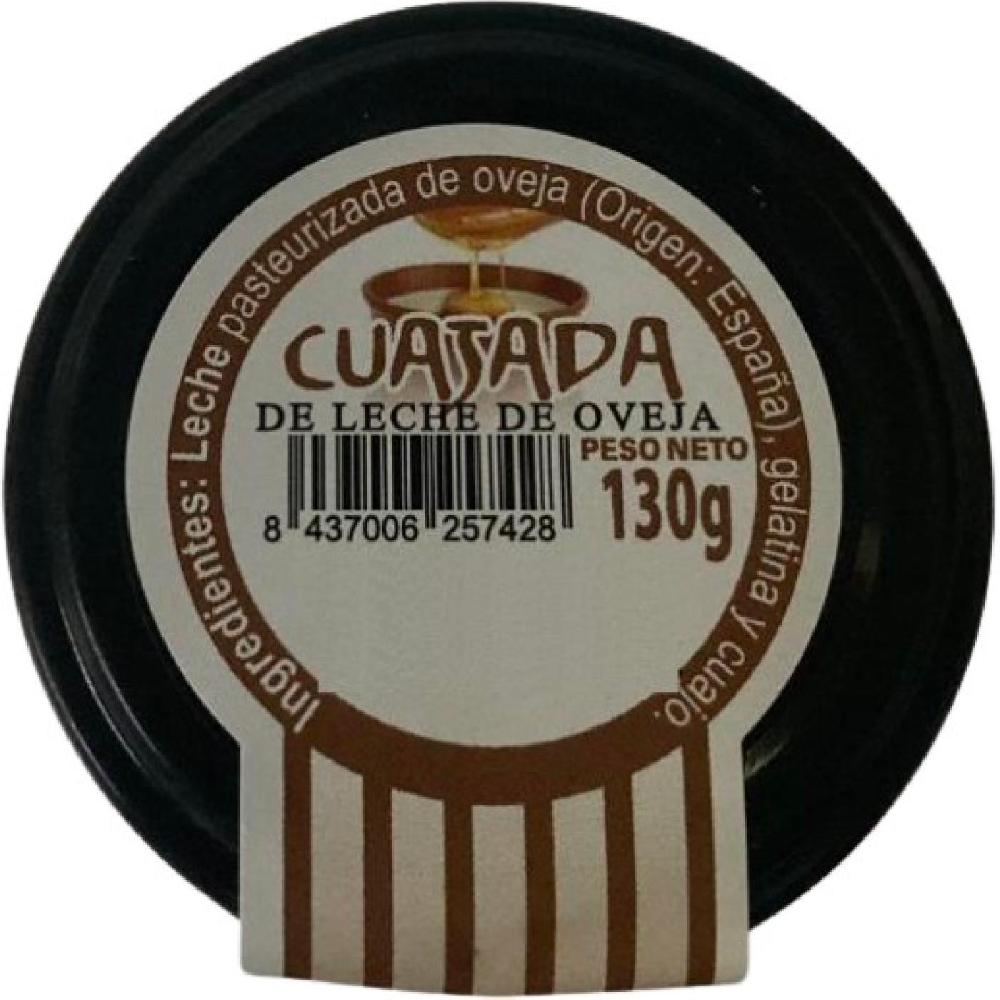 Ingredientes: Leche pasteurizada de oveja (Origen: España), gelatina y cuajo.
CUAJADA
DE LECHE DE OVEJA
PESO NETO
130g
8 437006 257428